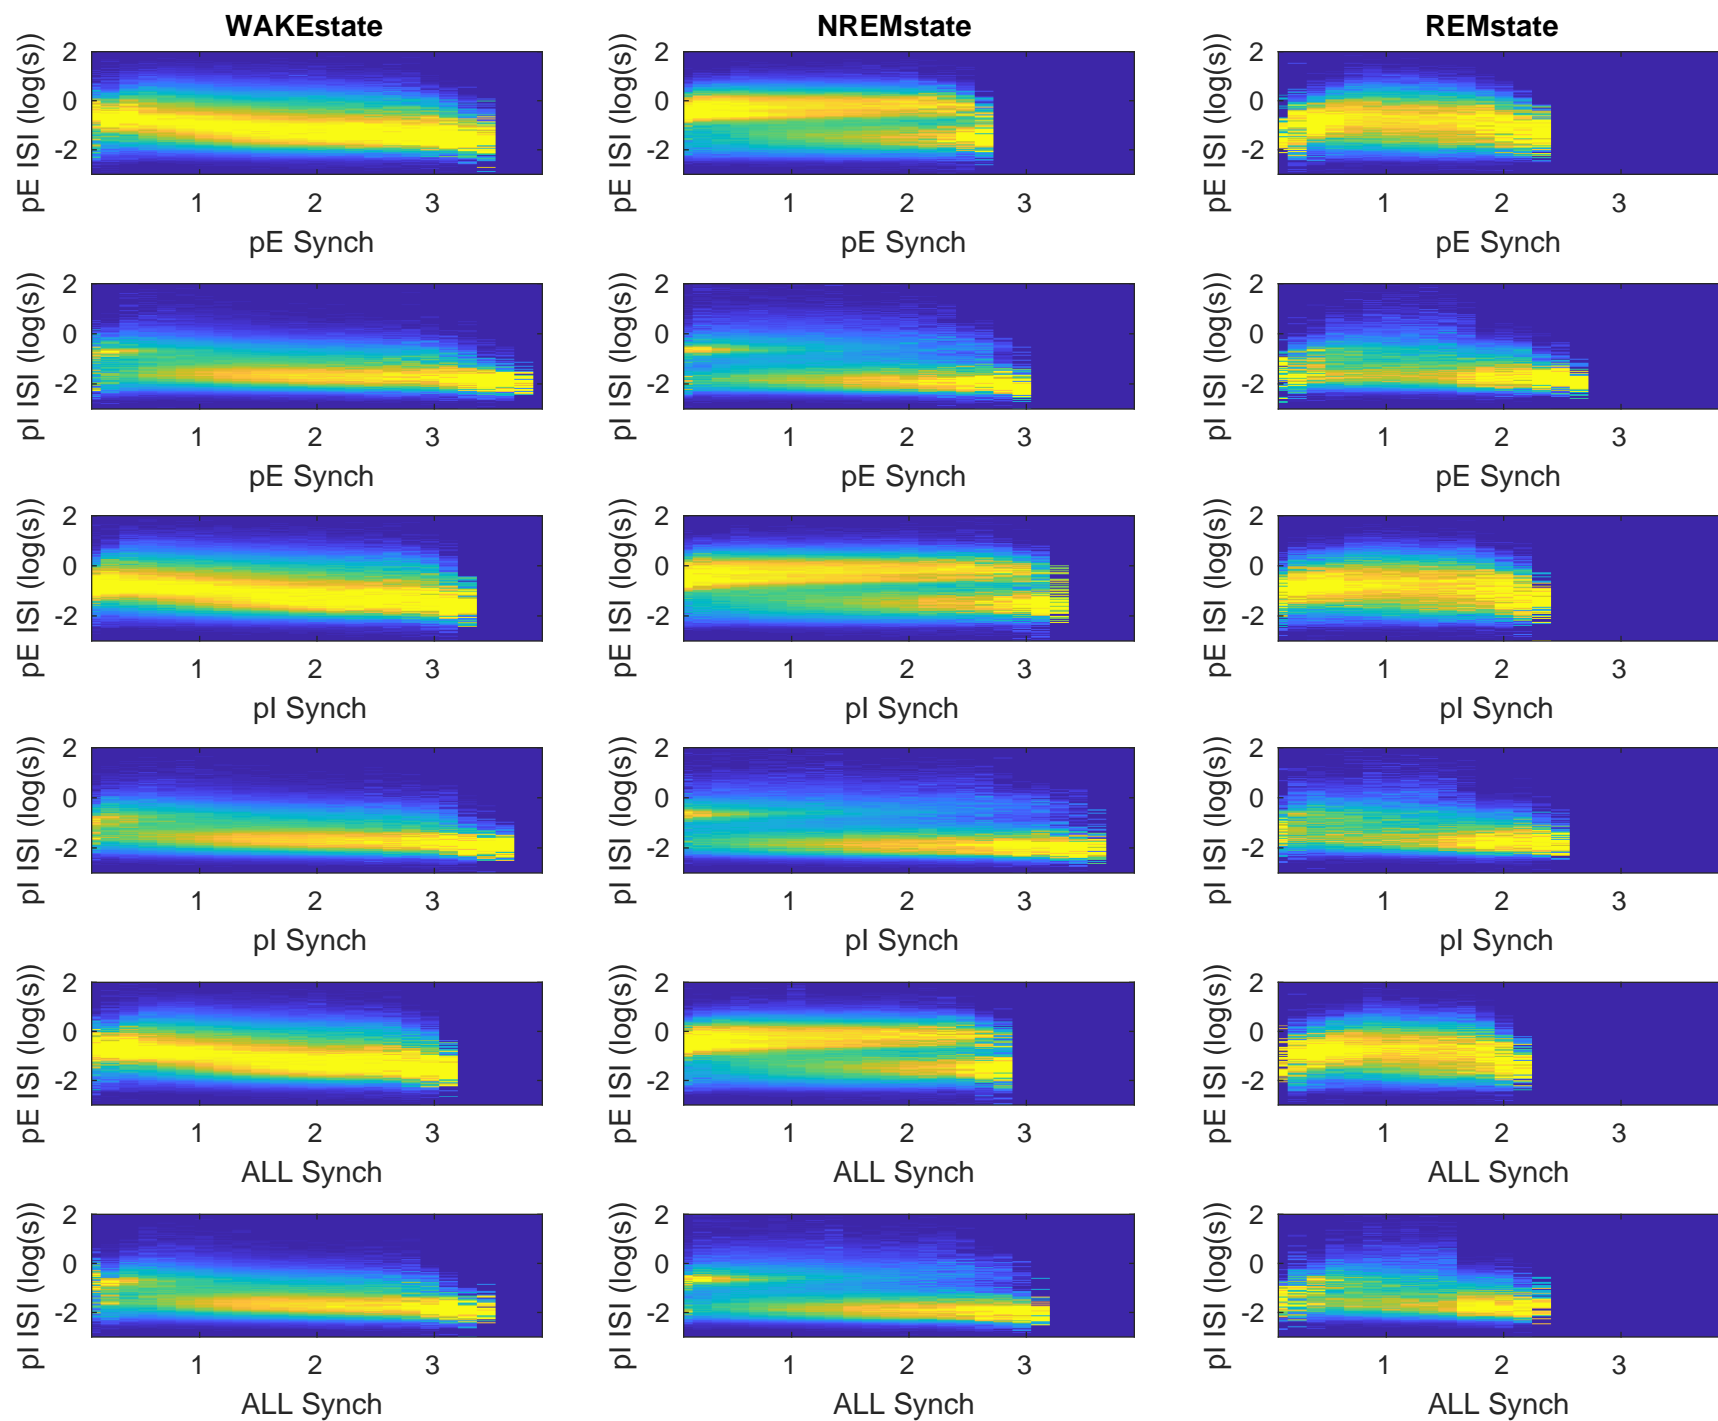 WAKEstate NREMstate REMstate
pE ISI (log(s)) 2 0 -2 pE ISI (log(s)) 2 0 -2 pE ISI (log(s)) 2 0 -2
1 2 3 1 2 3 1 2 3
pE Synch pE Synch pE Synch
pI ISI (log(s)) 2 0 -2 pI ISI (log(s)) 2 0 -2 pI ISI (log(s)) 2 0 -2
1 2 3 1 2 3 1 2 3
pE Synch pE Synch pE Synch
pE ISI (log(s)) 2 0 -2 pE ISI (log(s)) 2 0 -2 pE ISI (log(s)) 2 0 -2
1 2 3 1 2 3 1 2 3
pI Synch pI Synch pI Synch
pI ISI (log(s)) 2 0 -2 pI ISI (log(s)) 2 0 -2 pI ISI (log(s)) 2 0 -2
1 2 3 1 2 3 1 2 3
pI Synch pI Synch pI Synch
pE ISI (log(s)) 2 0 -2 pE ISI (log(s)) 2 0 -2 pE ISI (log(s)) 2 0 -2
1 2 3 1 2 3 1 2 3
ALL Synch ALL Synch ALL Synch
pI ISI (log(s)) 2 0 -2 pI ISI (log(s)) 2 0 -2 pI ISI (log(s)) 2 0 -2
1 2 3 1 2 3 1 2 3
ALL Synch ALL Synch ALL Synch